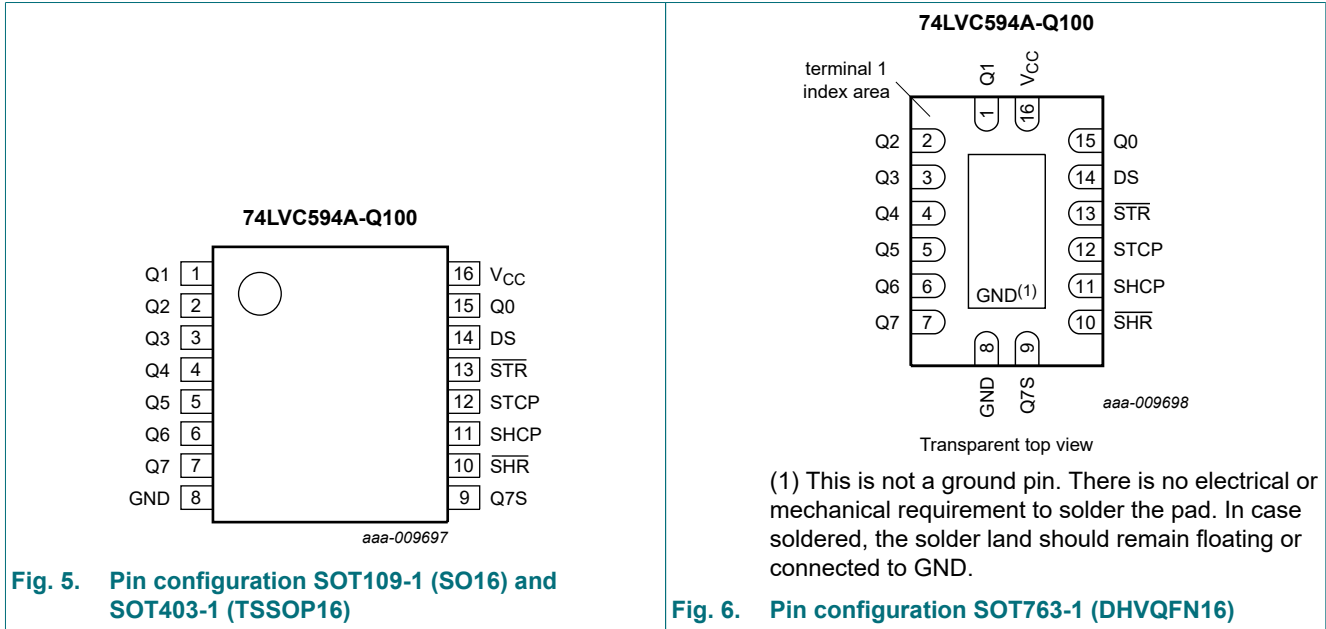 74LVC594A-Q100
Q1 1
Q2 2
Q3 3
Q4 4
Q5 5
Q6 6
Q7 7
GND 8
16 VCC
15 Q0
14 DS
13 STR
12 STCP
11 SHCP
10 SHR
9 Q7S
aaa-009697
Fig. 5. Pin configuration SOT109-1 (SO16) and
SOT403-1 (TSSOP16)
74LVC594A-Q100
terminal 1
index area
Q1
VCC
1
16
Q2 2
Q3 3
Q4 4
Q5 5
Q6 6
Q7 7
15 Q0
14 DS
13 STR
12 STCP
11 SHCP
10 SHR
GND(1)
8
9
GND
Q7S
aaa-009698
Transparent top view
(1) This is not a ground pin. There is no electrical or
mechanical requirement to solder the pad. In case
soldered, the solder land should remain floating or
connected to GND.
Fig. 6. Pin configuration SOT763-1 (DHVQFN16)